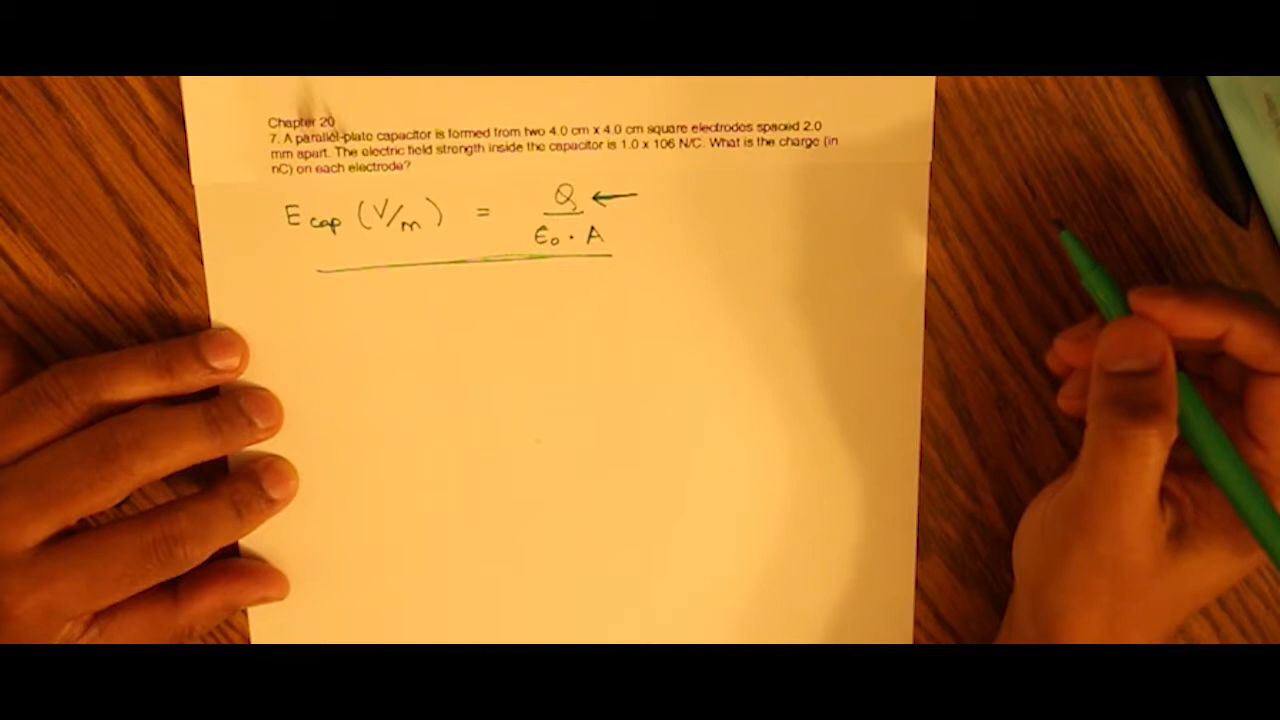 Chapter 20
7. A parallel-plate capacitor is formed from two 4.0 cm x 4.0 cm square electrodes spaced 2.0
mm apart. The electric field strength inside the capacitor is 1.0 x 106 N/C. What is the charge (in
nC) on each electrode?
E cap (V/m) = Q / ϵ₀ · A